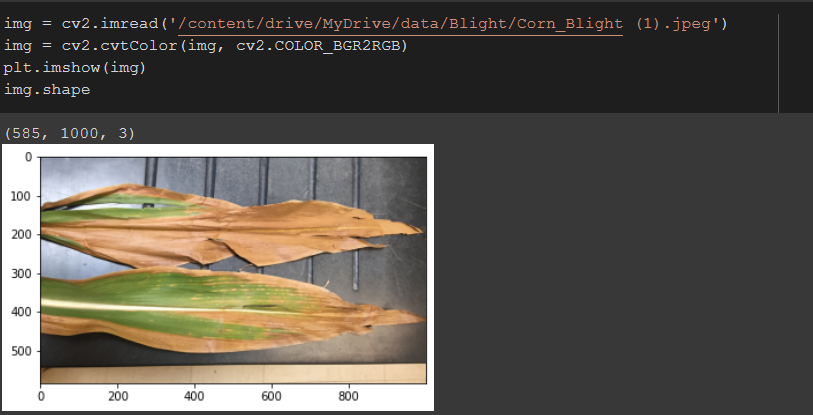 img = cv2.imread('/content/drive/MyDrive/data/Blight/Corn_Blight (1).jpeg')
img = cv2.cvtColor(img, cv2.COLOR_BGR2RGB)
plt.imshow(img)
img.shape
(585, 1000, 3)
0
100
200
300
400
500
0 200 400 600 800